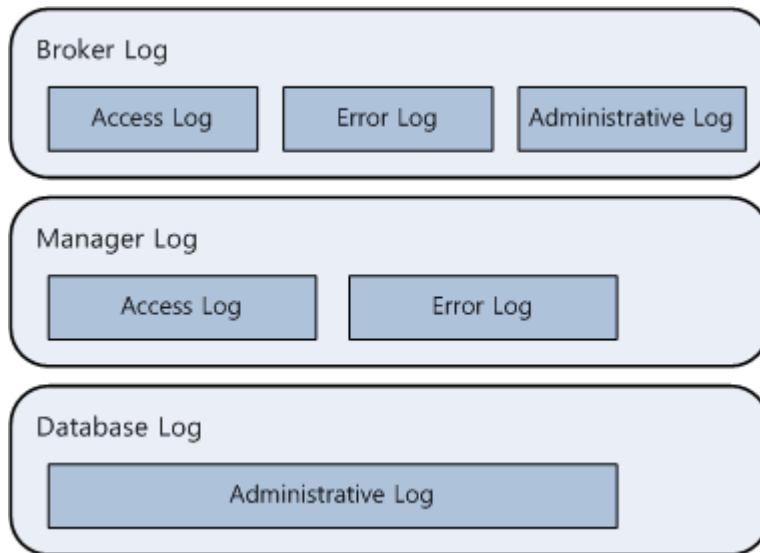 Broker Log
Access Log Error Log Administrative Log
Manager Log
Access Log Error Log
Database Log
Administrative Log